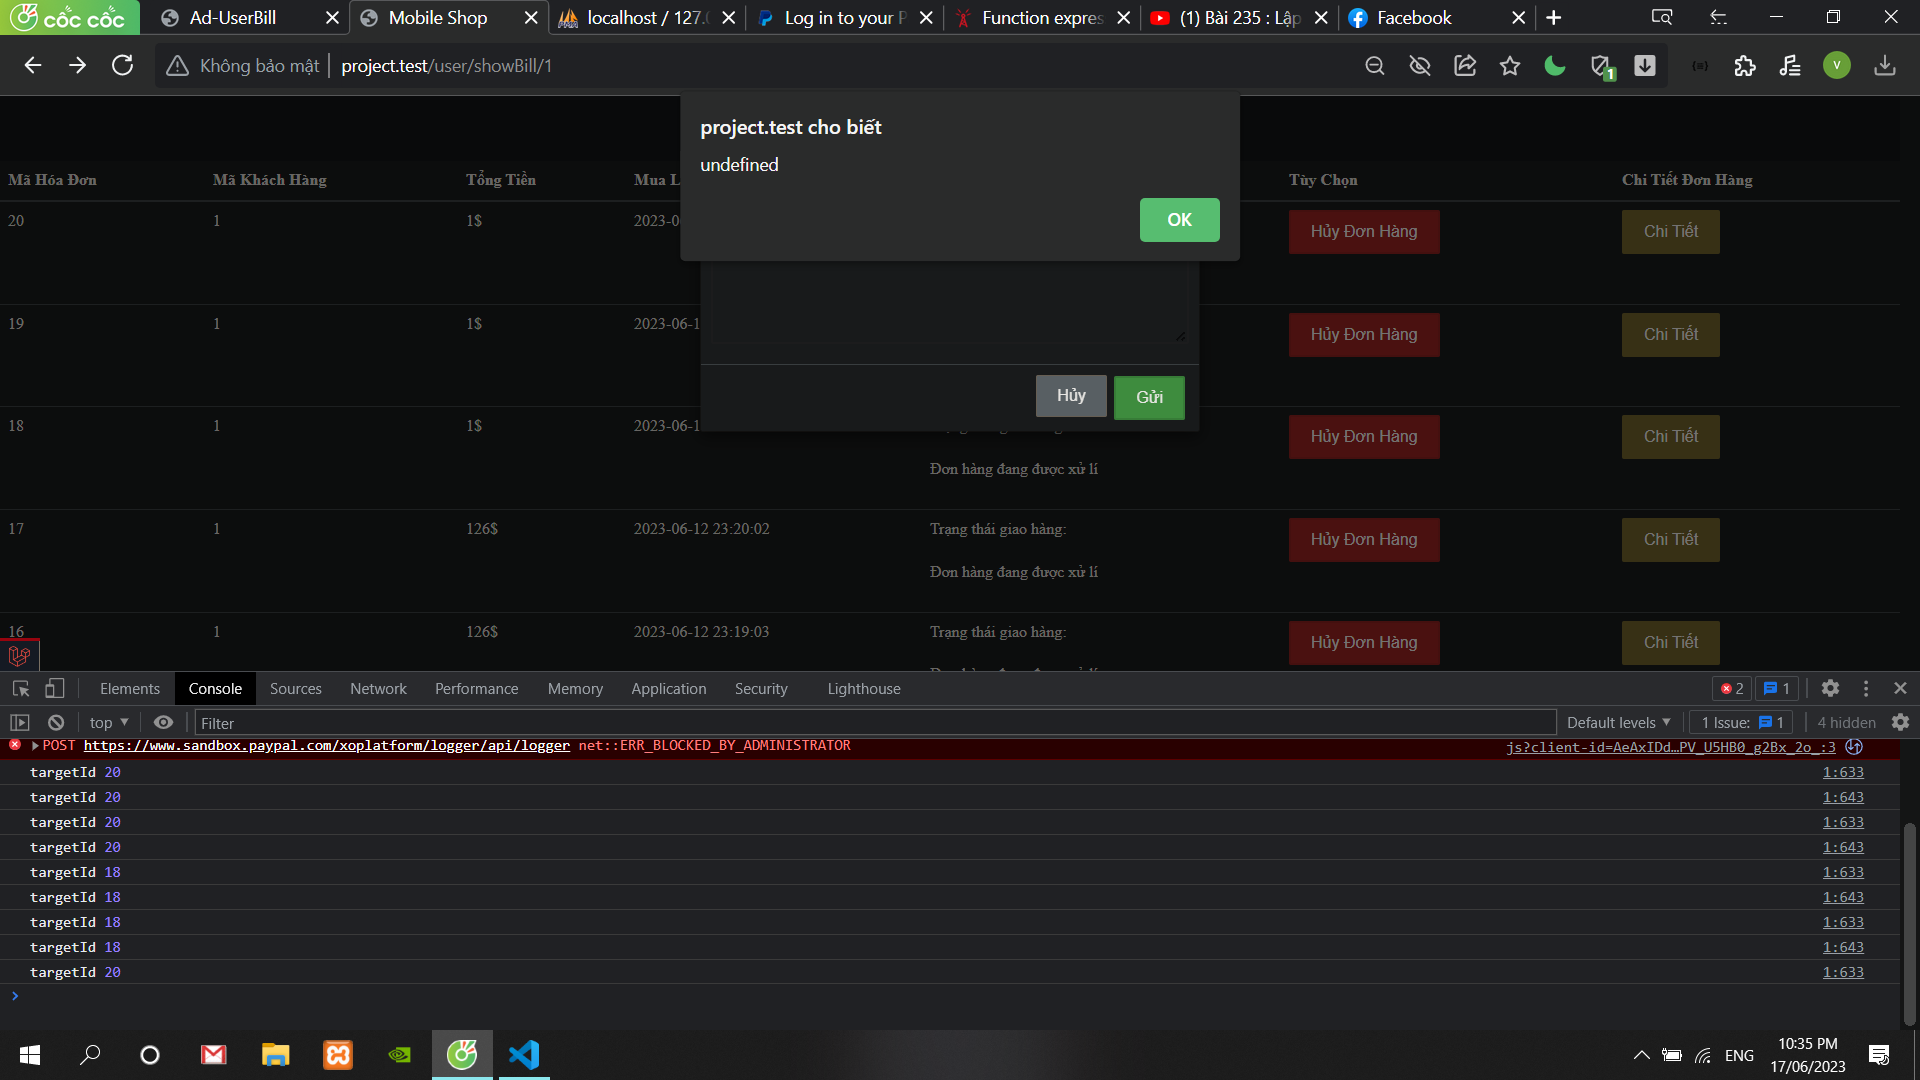 cốc cốc
Ad-UserBill
Mobile Shop
localhost / 127.0
Log in to your P
Function expres
(1) Bài 235 : Lập
Facebook
Không bảo mật
project.test/user/showBill/1
1
V
project.test cho biết
undefined
OK
Mã Hóa Đơn
Mã Khách Hàng
Tổng Tiền
Mua L
Tùy Chọn
Chi Tiết Đơn Hàng
20
1
1$
2023-06-
Hủy Đơn Hàng
Chi Tiết
19
1
1$
2023-06-1
Hủy Đơn Hàng
Chi Tiết
Hủy
Gửi
18
1
1$
2023-06-1
Đơn hàng đang được xử lí
Hủy Đơn Hàng
Chi Tiết
17
1
126$
2023-06-12 23:20:02
Trạng thái giao hàng:
Đơn hàng đang được xử lí
Hủy Đơn Hàng
Chi Tiết
16
1
126$
2023-06-12 23:19:03
Trạng thái giao hàng:
Hủy Đơn Hàng
Chi Tiết
Elements
Console
Sources
Network
Performance
Memory
Application
Security
Lighthouse
2
1
top
Filter
Default levels
1 Issue: 1
4 hidden
POST https://www.sandbox.paypal.com/xoplatform/logger/api/logger net::ERR_BLOCKED_BY_ADMINISTRATOR
js?client-id=AeAxIDd…PV_U5HB0_g2Bx_2o_:3
targetId 20
1:633
targetId 20
1:643
targetId 20
1:633
targetId 20
1:643
targetId 18
1:633
targetId 18
1:643
targetId 18
1:633
targetId 18
1:643
targetId 20
1:633
ENG
10:35 PM
17/06/2023